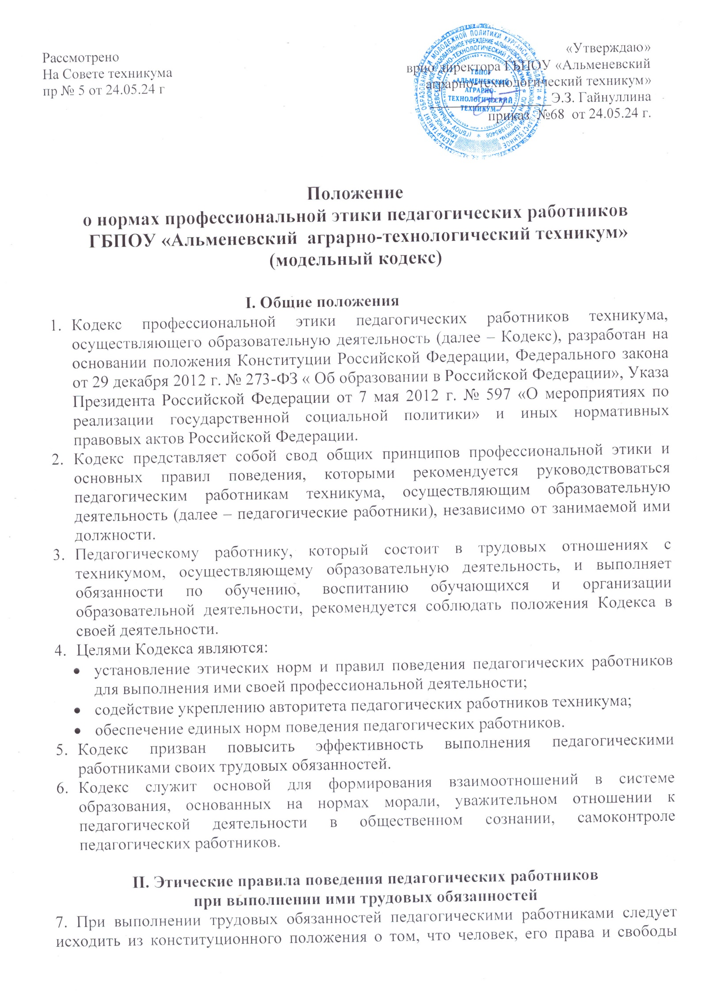 Рассмотрено
На Совете техникума
пр № 5 от 24.05.24 г
«Утверждаю»
врио директора ГБПОУ «Альменевский
аграрно-технологический техникум»
Э.З. Гайнуллина
приказ №68 от 24.05.24 г.
ГБПОУ
«АЛЬМЕНЕВСКИЙ
АГРАРНО-
ТЕХНОЛОГИЧЕСКИЙ
ТЕХНИКУМ»
Положение
о нормах профессиональной этики педагогических работников
ГБПОУ «Альменевский аграрно-технологический техникум»
(модельный кодекс)
I. Общие положения
1. Кодекс профессиональной этики педагогических работников техникума,
осуществляющего образовательную деятельность (далее – Кодекс), разработан на
основании положения Конституции Российской Федерации, Федерального закона
от 29 декабря 2012 г. № 273-ФЗ « Об образовании в Российской Федерации», Указа
Президента Российской Федерации от 7 мая 2012 г. № 597 «О мероприятиях по
реализации государственной социальной политики» и иных нормативных
правовых актов Российской Федерации.
2. Кодекс представляет собой свод общих принципов профессиональной этики и
основных правил поведения, которыми рекомендуется руководствоваться
педагогическим работникам техникума, осуществляющим образовательную
деятельность (далее – педагогические работники), независимо от занимаемой ими
должности.
3. Педагогическому работнику, который состоит в трудовых отношениях с
техникумом, осуществляющему образовательную деятельность, и выполняет
обязанности по обучению, воспитанию обучающихся и организации
образовательной деятельности, рекомендуется соблюдать положения Кодекса в
своей деятельности.
4. Целями Кодекса являются:
• установление этических норм и правил поведения педагогических работников
для выполнения ими своей профессиональной деятельности;
• содействие укреплению авторитета педагогических работников техникума;
• обеспечение единых норм поведения педагогических работников.
5. Кодекс призван повысить эффективность выполнения педагогическими
работниками своих трудовых обязанностей.
6. Кодекс служит основой для формирования взаимоотношений в системе
образования, основанных на нормах морали, уважительном отношении к
педагогической деятельности в общественном сознании, самоконтроле
педагогических работников.
II. Этические правила поведения педагогических работников
при выполнении ими трудовых обязанностей
7. При выполнении трудовых обязанностей педагогическими работниками следует
исходить из конституционного положения о том, что человек, его права и свободы